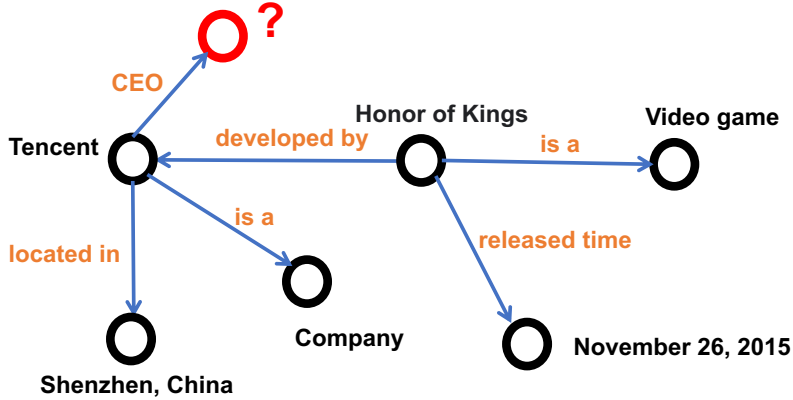 ?
CEO
Honor of Kings
Video game
Tencent
developed by
is a
is a
located in
released time
Company
November 26, 2015
Shenzhen, China